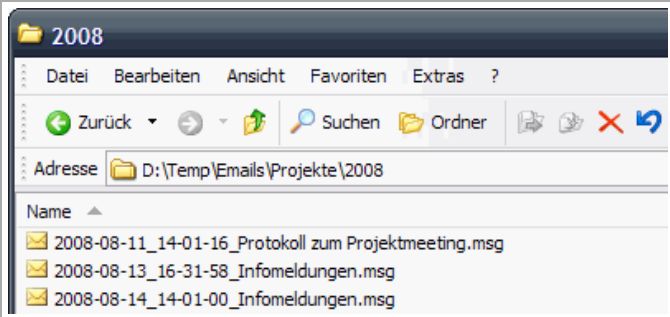 2008
Datei Bearbeiten Ansicht Favoriten Extras ?
Zurück Suchen Ordner
Adresse D:\Temp\Emails\Projekte\2008
Name
2008-08-11_14-01-16_Protokoll zum Projektmeeting.msg
2008-08-13_16-31-58_Infomeldungen.msg
2008-08-14_14-01-00_Infomeldungen.msg